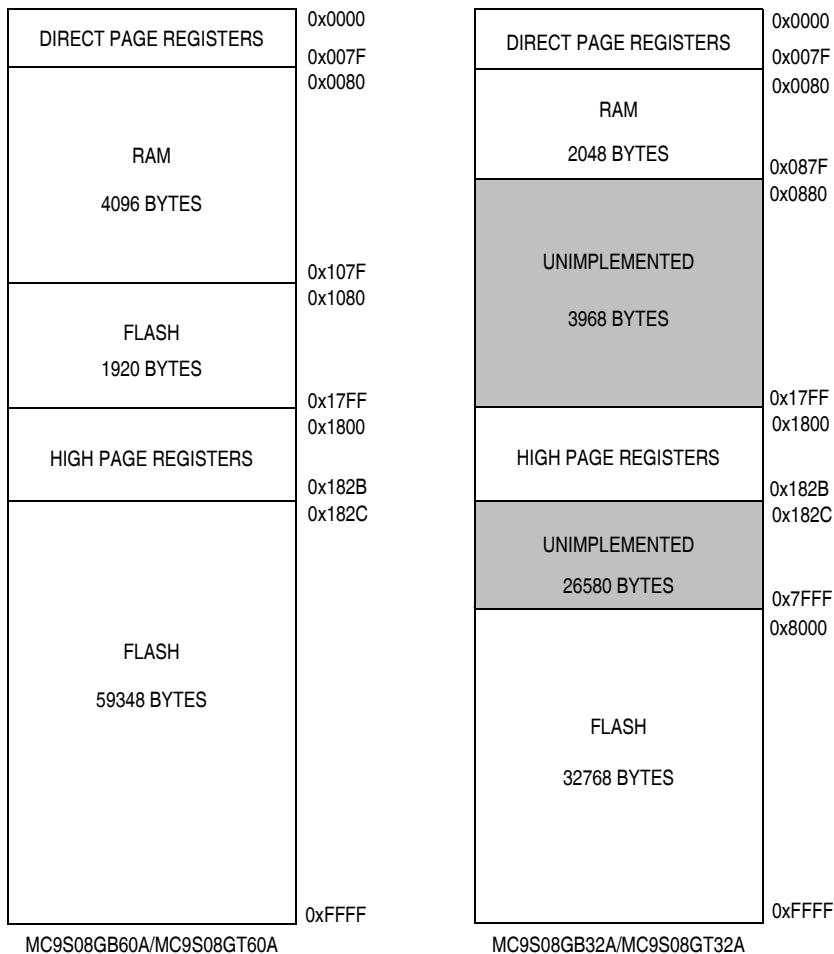 DIRECT PAGE REGISTERS
0x0000
0x007F
0x0080
RAM
4096 BYTES
0x107F
0x1080
FLASH
1920 BYTES
0x17FF
0x1800
HIGH PAGE REGISTERS
0x182B
0x182C
FLASH
59348 BYTES
0xFFFF
MC9S08GB60A/MC9S08GT60A
DIRECT PAGE REGISTERS
0x0000
0x007F
0x0080
RAM
2048 BYTES
0x087F
0x0880
UNIMPLEMENTED
3968 BYTES
0x17FF
0x1800
HIGH PAGE REGISTERS
0x182B
0x182C
UNIMPLEMENTED
26580 BYTES
0x7FFF
0x8000
FLASH
32768 BYTES
0xFFFF
MC9S08GB32A/MC9S08GT32A